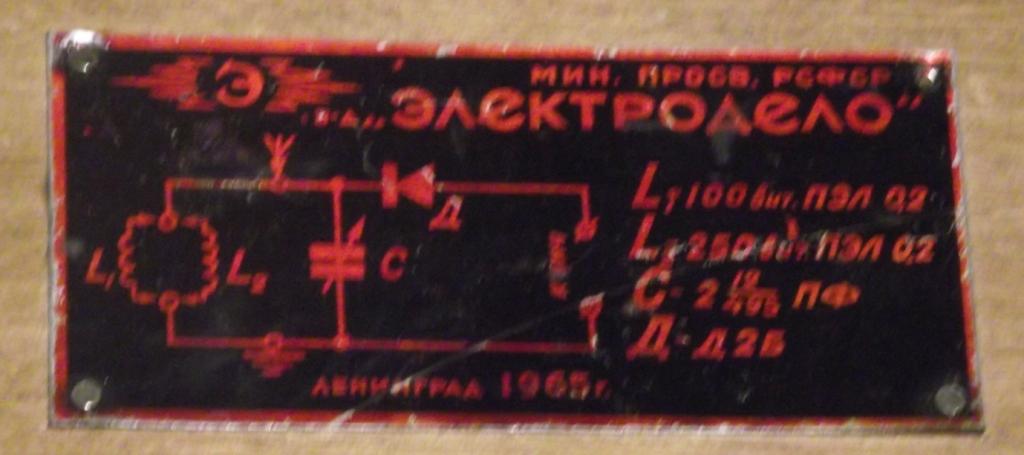 Э
МИН. ПРОСВ. РСФСР
„ЭЛЕКТРОДЕЛО"
L₁ 100 вит. ПЭЛ 0,2
L₂ 250 вит. ПЭЛ 0,2
С - 2 12/495 ПФ
Д - Д2Б
Д
L₁ L₂ С
ЛЕНИНГРАД 1965 г.